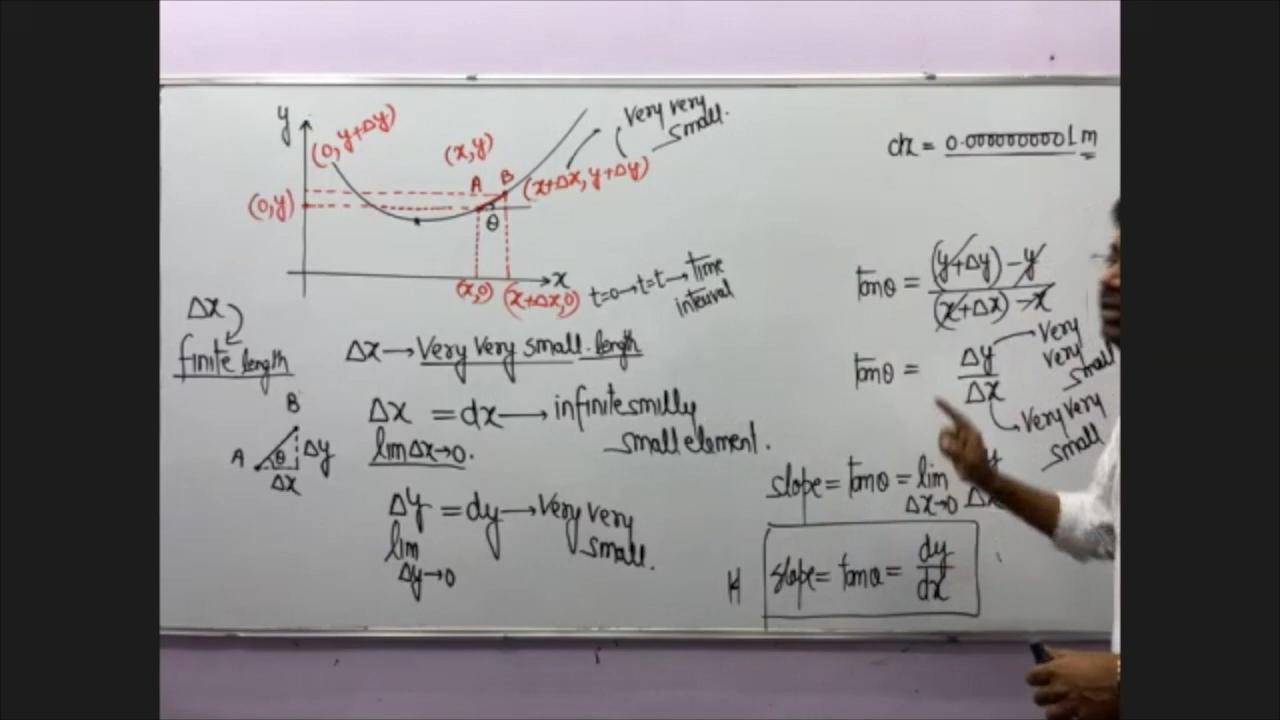 y
(0, y+Δy)
(x, y)
Very very
small.
A B
(x+Δx, y+Δy)
(0, y)
θ
x
(x, 0)
(x+Δx, 0)
t=0→t=t→time
interval
Δx
finite length
B
A θ Δy
Δx
Δx → Very very small length
Δx = dx → infinitesmilly
lim Δx→0. small element.
Δy = dy → Very very
lim small.
Δy→0
dx = 0.0000000001 m
tanθ = (y+Δy) - y
(x+Δx) - x
tanθ = Δy
Δx
Very
very
small
Very very
small
slope = tanθ = lim
Δx→0 Δx
slope = tanθ = dy
dx